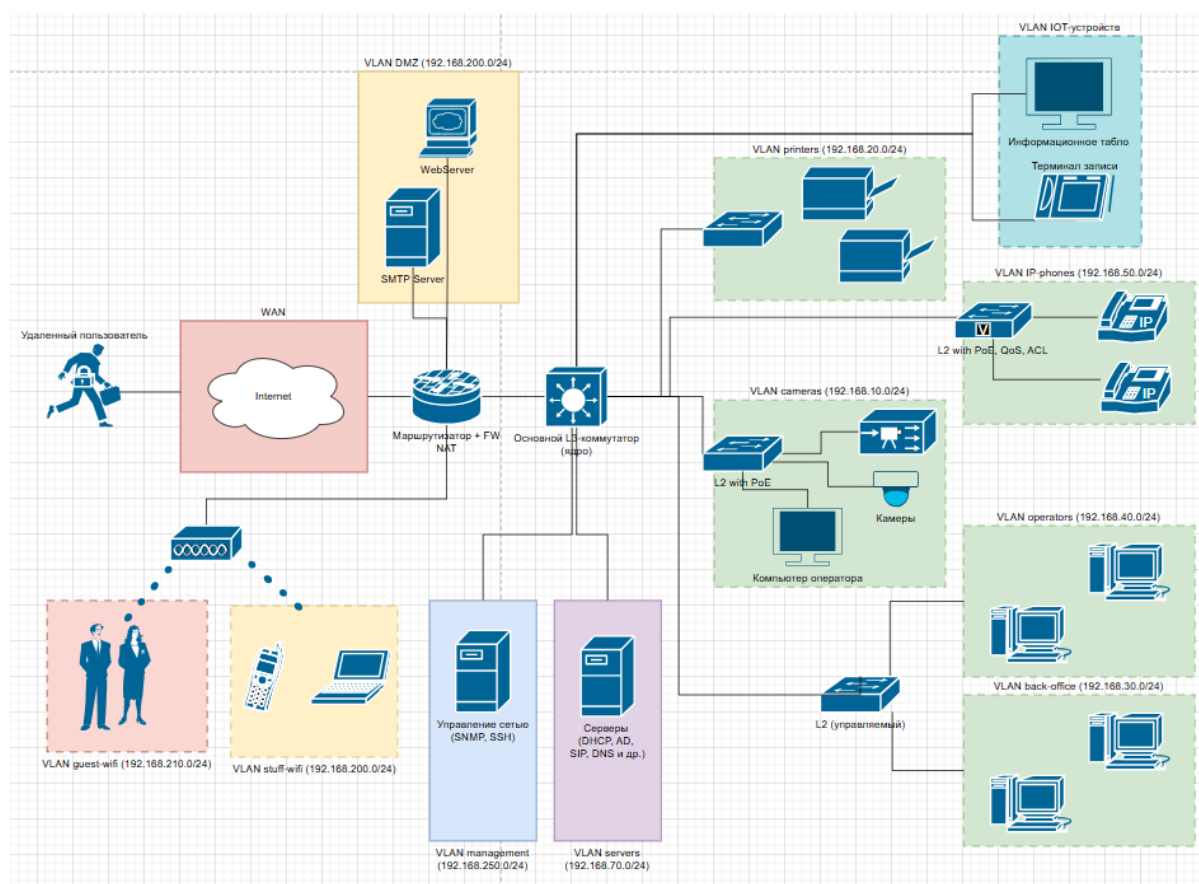 VLAN IOT-устройств
VLAN DMZ (192.168.200.0/24)
WebServer
SMTP Server
Информационное табло
Терминал записи
VLAN printers (192.168.20.0/24)
VLAN IP-phones (192.168.50.0/24)
IP
V
L2 with PoE, QoS, ACL
IP
WAN
Удаленный пользователь
Internet
Маршрутизатор + FW
NAT
Основной L3-коммутатор
(ядро)
VLAN cameras (192.168.10.0/24)
L2 with PoE
Камеры
Компьютер оператора
VLAN operators (192.168.40.0/24)
VLAN back-office (192.168.30.0/24)
L2 (управляемый)
Управление сетью
(SNMP, SSH)
Серверы
(DHCP, AD,
SIP, DNS и др.)
VLAN guest-wifi (192.168.210.0/24)
VLAN stuff-wifi (192.168.200.0/24)
VLAN management
(192.168.250.0/24)
VLAN servers
(192.168.70.0/24)